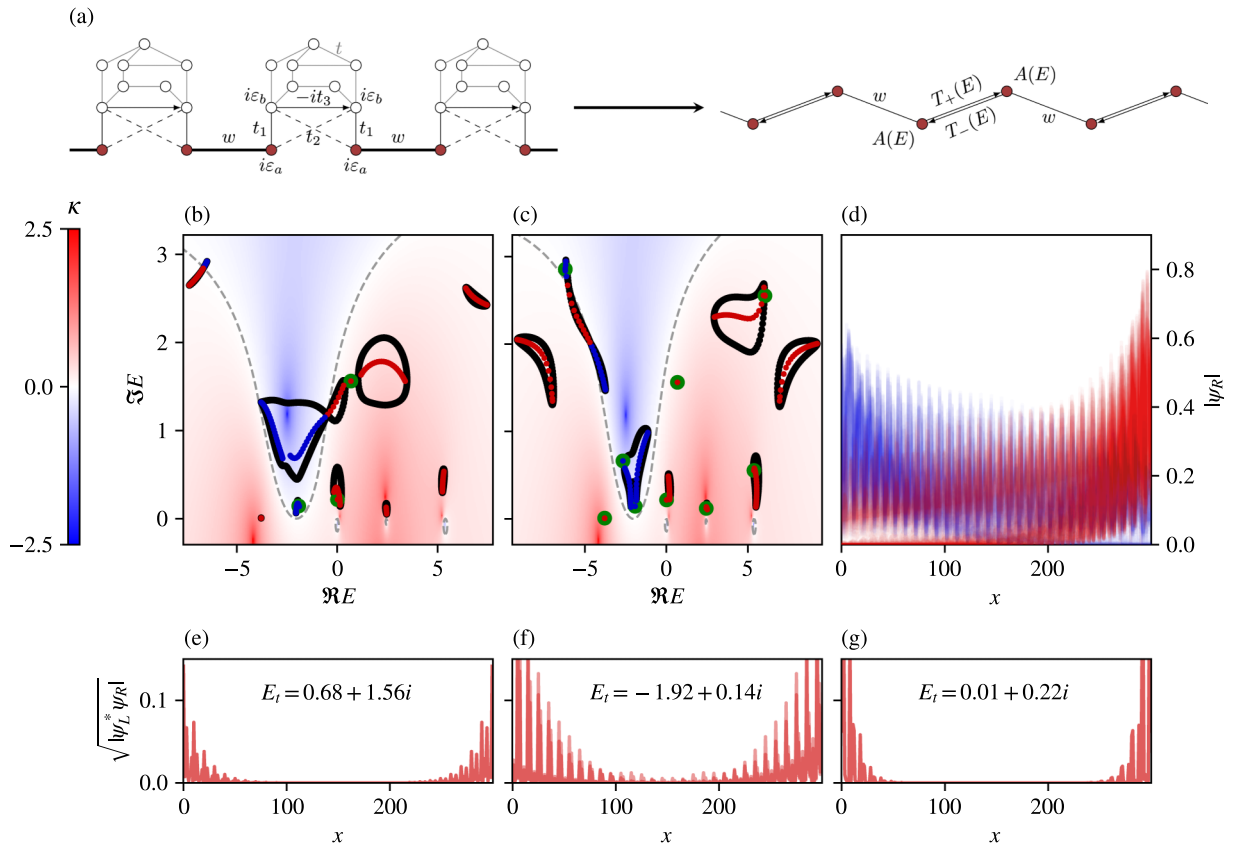 (a)
t
iε_b
−it_3
iε_b
t_1
t_2
t_1
w
w
iε_a
iε_a
w
T_+(E)
T_−(E)
A(E)
A(E)
w
κ
2.5
0.0
−2.5
(b)
(c)
(d)
ℑE
3
2
1
0
−5
0
5
ℜE
−5
0
5
ℜE
0.8
0.6
0.4
0.2
0.0
|ψ_R|
0
100
200
x
(e)
(f)
(g)
√|ψ_L^* ψ_R|
0.1
0.0
E_t = 0.68 + 1.56i
E_t = − 1.92 + 0.14i
E_t = 0.01 + 0.22i
0
100
200
x
0
100
200
x
0
100
200
x